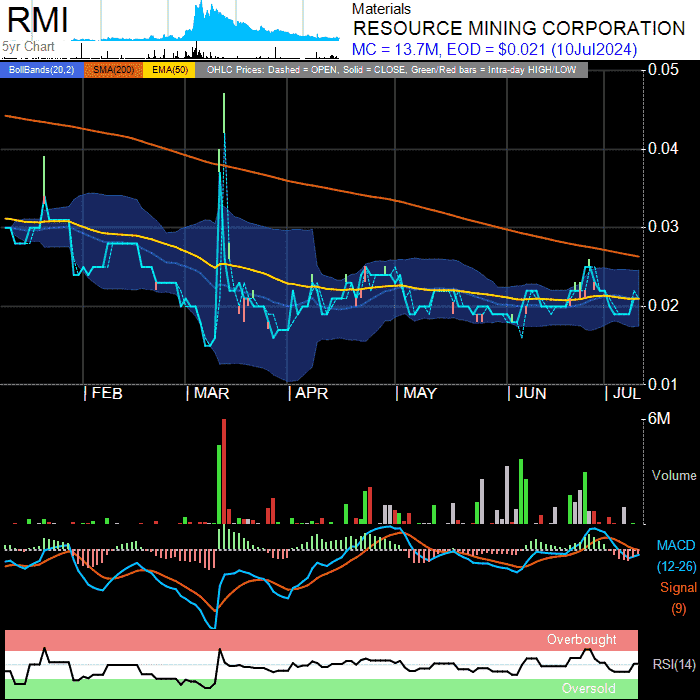 RMI
5yr Chart
Materials
RESOURCE MINING CORPORATION
MC = 13.7M, EOD = $0.021 (10Jul2024)
BollBands(20,2) SMA(200) EMA(50) OHLC Prices: Dashed = OPEN, Solid = CLOSE, Green/Red bars = Intra-day HIGH/LOW
0.05
0.04
0.03
0.02
0.01
FEB MAR APR MAY JUN JUL
6M
Volume
MACD
(12-26)
Signal
(9)
Overbought
RSI(14)
Oversold